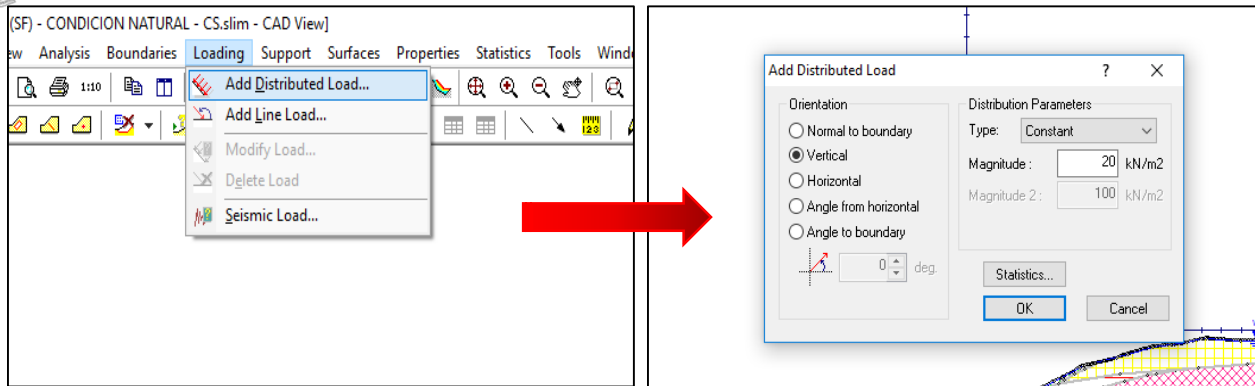 (SF) - CONDICION NATURAL - CS.slim - CAD View]
Analysis Boundaries Loading Support Surfaces Properties Statistics Tools
1:10
Add Distributed Load...
Add Line Load...
Modify Load...
Delete Load
Seismic Load...
123
Add Distributed Load ? X
Orientation
Normal to boundary
Vertical
Horizontal
Angle from horizontal
Angle to boundary
0 deg.
Distribution Parameters
Type: Constant
Magnitude : 20 kN/m2
Magnitude 2 : 100 kN/m2
Statistics...
OK Cancel